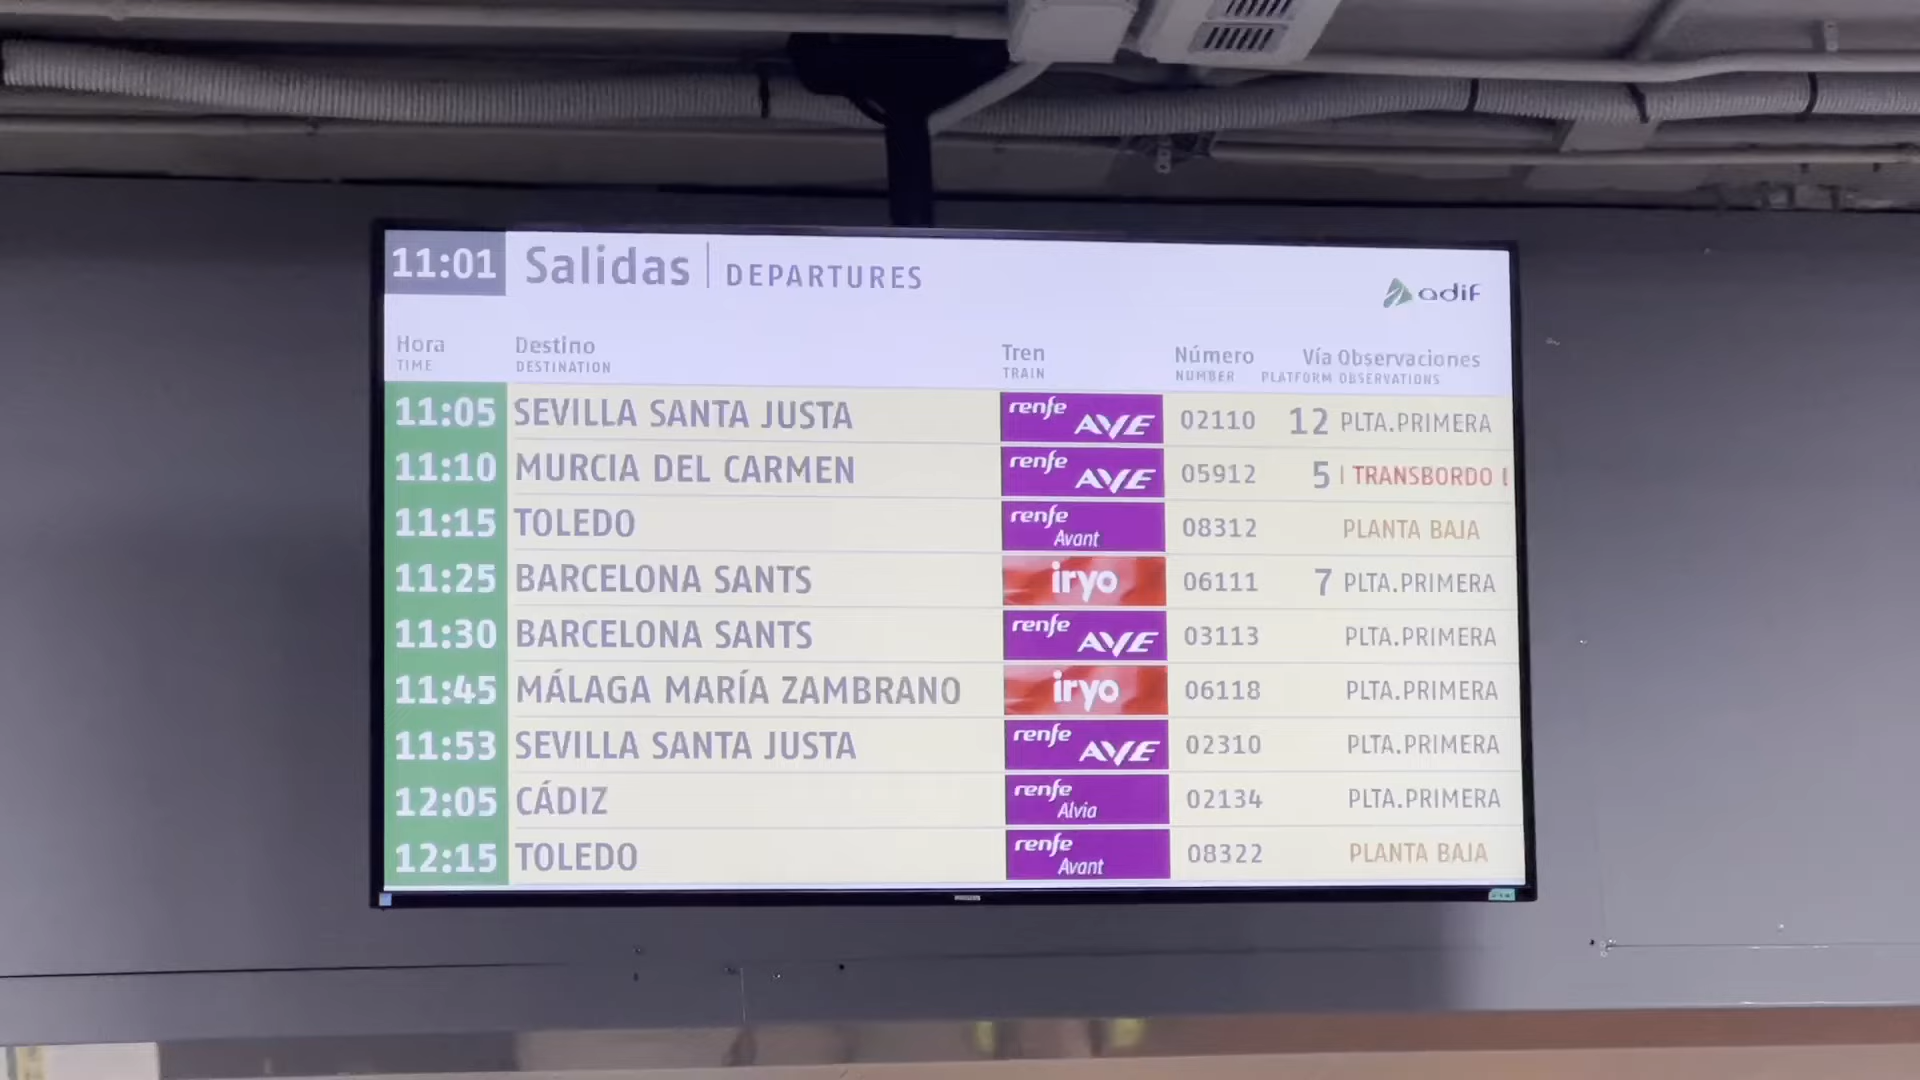 11:01 Salidas | DEPARTURES
adif
Hora Destino Tren Número Vía Observaciones
TIME DESTINATION TRAIN NUMBER PLATFORM OBSERVATIONS
11:05 SEVILLA SANTA JUSTA renfe AVE 02110 12 PLTA.PRIMERA
11:10 MURCIA DEL CARMEN renfe AVE 05912 5 | TRANSBORDO
11:15 TOLEDO renfe Avant 08312 PLANTA BAJA
11:25 BARCELONA SANTS iryo 06111 7 PLTA.PRIMERA
11:30 BARCELONA SANTS renfe AVE 03113 PLTA.PRIMERA
11:45 MÁLAGA MARÍA ZAMBRANO iryo 06118 PLTA.PRIMERA
11:53 SEVILLA SANTA JUSTA renfe AVE 02310 PLTA.PRIMERA
12:05 CÁDIZ renfe Alvia 02134 PLTA.PRIMERA
12:15 TOLEDO renfe Avant 08322 PLANTA BAJA